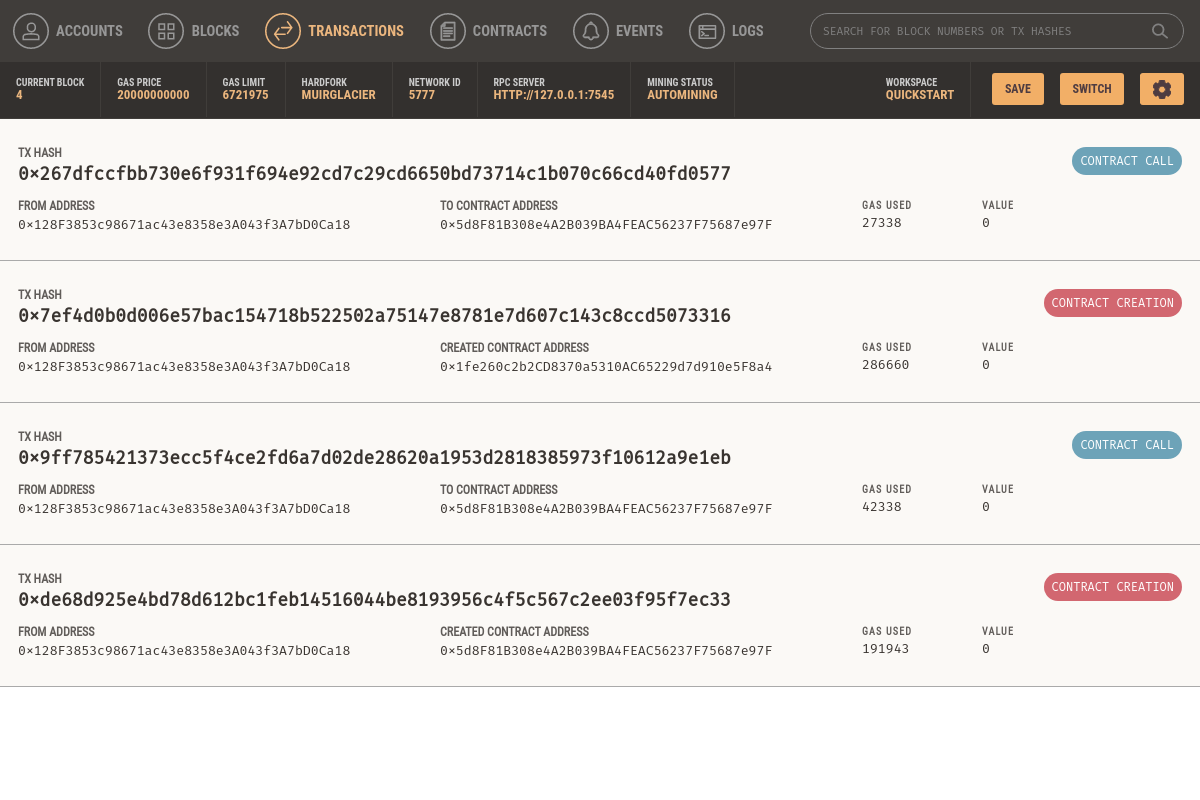 ACCOUNTS BLOCKS TRANSACTIONS CONTRACTS EVENTS LOGS SEARCH FOR BLOCK NUMBERS OR TX HASHES
CURRENT BLOCK GAS PRICE GAS LIMIT HARDFORK NETWORK ID RPC SERVER MINING STATUS WORKSPACE
4 20000000000 6721975 MUIRGLACIER 5777 HTTP://127.0.0.1:7545 AUTOMINING QUICKSTART SAVE SWITCH
TX HASH
0×267dfccfbb730e6f931f694e92cd7c29cd6650bd73714c1b070c66cd40fd0577 CONTRACT CALL
FROM ADDRESS TO CONTRACT ADDRESS GAS USED VALUE
0×128F3853c98671ac43e8358e3A043f3A7bD0Ca18 0×5d8F81B308e4A2B039BA4FEAC56237F75687e97F 27338 0
TX HASH
0×7ef4d0b0d006e57bac154718b522502a75147e8781e7d607c143c8ccd5073316 CONTRACT CREATION
FROM ADDRESS CREATED CONTRACT ADDRESS GAS USED VALUE
0×128F3853c98671ac43e8358e3A043f3A7bD0Ca18 0×1fe260c2b2CD8370a5310AC65229d7d910e5F8a4 286660 0
TX HASH
0×9ff785421373ecc5f4ce2fd6a7d02de28620a1953d2818385973f10612a9e1eb CONTRACT CALL
FROM ADDRESS TO CONTRACT ADDRESS GAS USED VALUE
0×128F3853c98671ac43e8358e3A043f3A7bD0Ca18 0×5d8F81B308e4A2B039BA4FEAC56237F75687e97F 42338 0
TX HASH
0×de68d925e4bd78d612bc1feb14516044be8193956c4f5c567c2ee03f95f7ec33 CONTRACT CREATION
FROM ADDRESS CREATED CONTRACT ADDRESS GAS USED VALUE
0×128F3853c98671ac43e8358e3A043f3A7bD0Ca18 0×5d8F81B308e4A2B039BA4FEAC56237F75687e97F 191943 0